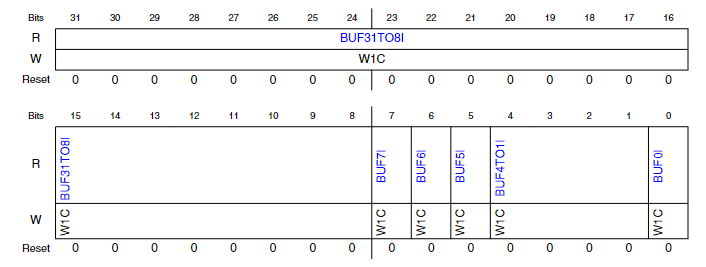 Bits 31 30 29 28 27 26 25 24 23 22 21 20 19 18 17 16
R BUF31TO8I
W W1C
Reset 0 0 0 0 0 0 0 0 0 0 0 0 0 0 0 0
Bits 15 14 13 12 11 10 9 8 7 6 5 4 3 2 1 0
R BUF31TO8I BUF7I BUF6I BUF5I BUF4TO1I BUF0I
W W1C W1C W1C W1C W1C W1C
Reset 0 0 0 0 0 0 0 0 0 0 0 0 0 0 0 0